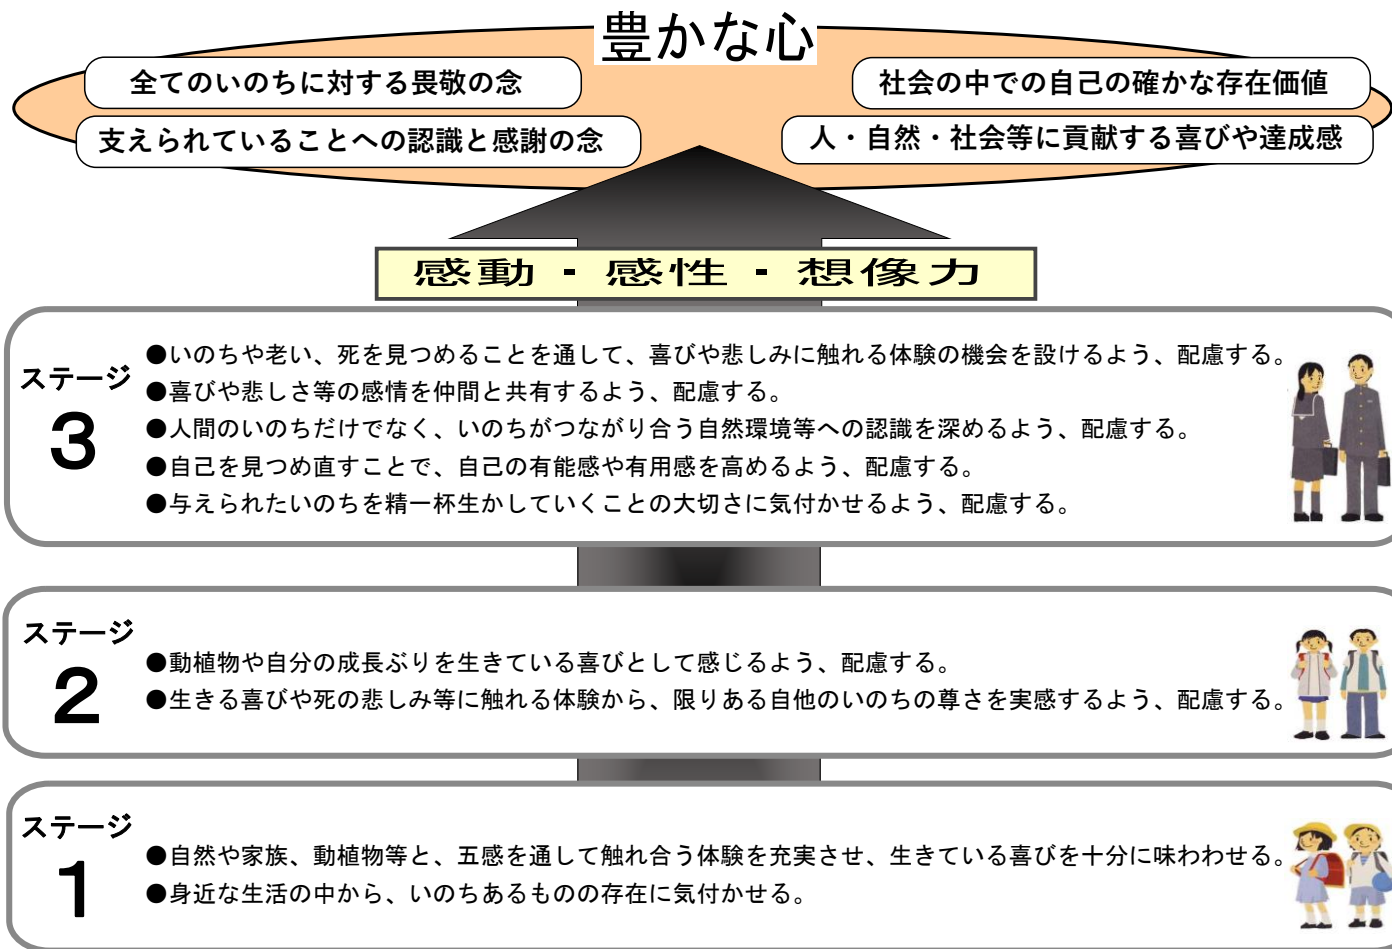 豊かな心
全てのいのちに対する畏敬の念
社会の中での自己の確かな存在価値
支えられていることへの認識と感謝の念
人・自然・社会等に貢献する喜びや達成感
感動・感性・想像力
ステージ
3
●いのちや老い、死を見つめることを通して、喜びや悲しみに触れる体験の機会を設けるよう、配慮する。
●喜びや悲しさ等の感情を仲間と共有するよう、配慮する。
●人間のいのちだけでなく、いのちがつながり合う自然環境等への認識を深めるよう、配慮する。
●自己を見つめ直すことで、自己の有能感や有用感を高めるよう、配慮する。
●与えられたいのちを精一杯生かしていくことの大切さに気付かせるよう、配慮する。
ステージ
2
●動植物や自分の成長ぶりを生きている喜びとして感じるよう、配慮する。
●生きる喜びや死の悲しみ等に触れる体験から、限りある自他のいのちの尊さを実感するよう、配慮する。
ステージ
1
●自然や家族、動植物等と、五感を通して触れ合う体験を充実させ、生きている喜びを十分に味わわせる。
●身近な生活の中から、いのちあるものの存在に気付かせる。